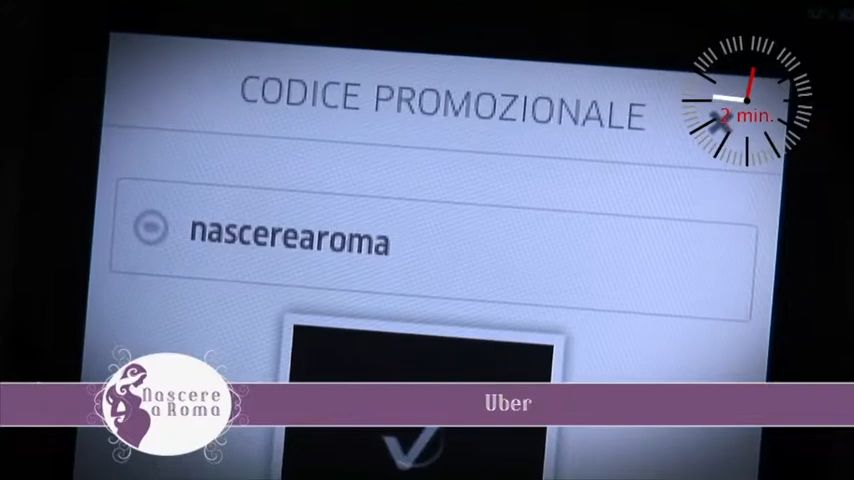 CODICE PROMOZIONALE
2 min.
nascerearoma
Nascere
a Roma
Uber